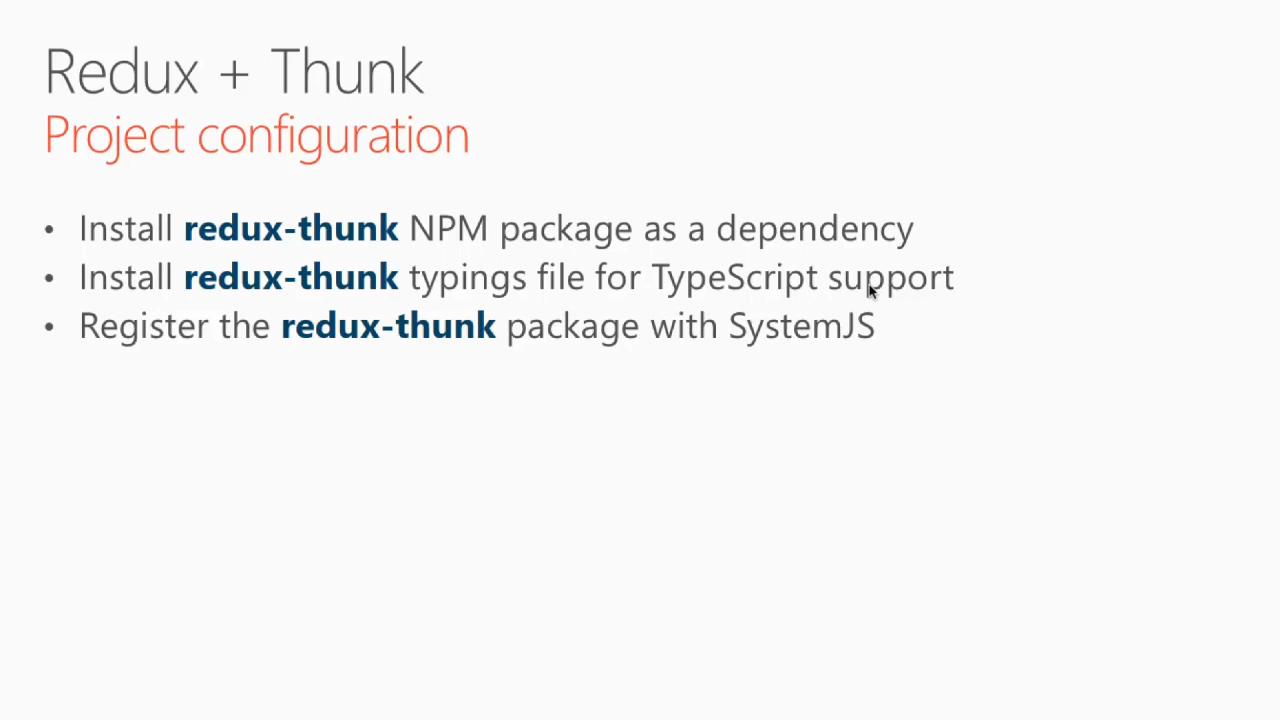 Redux + Thunk
Project configuration
• Install redux-thunk NPM package as a dependency
• Install redux-thunk typings file for TypeScript support
• Register the redux-thunk package with SystemJS